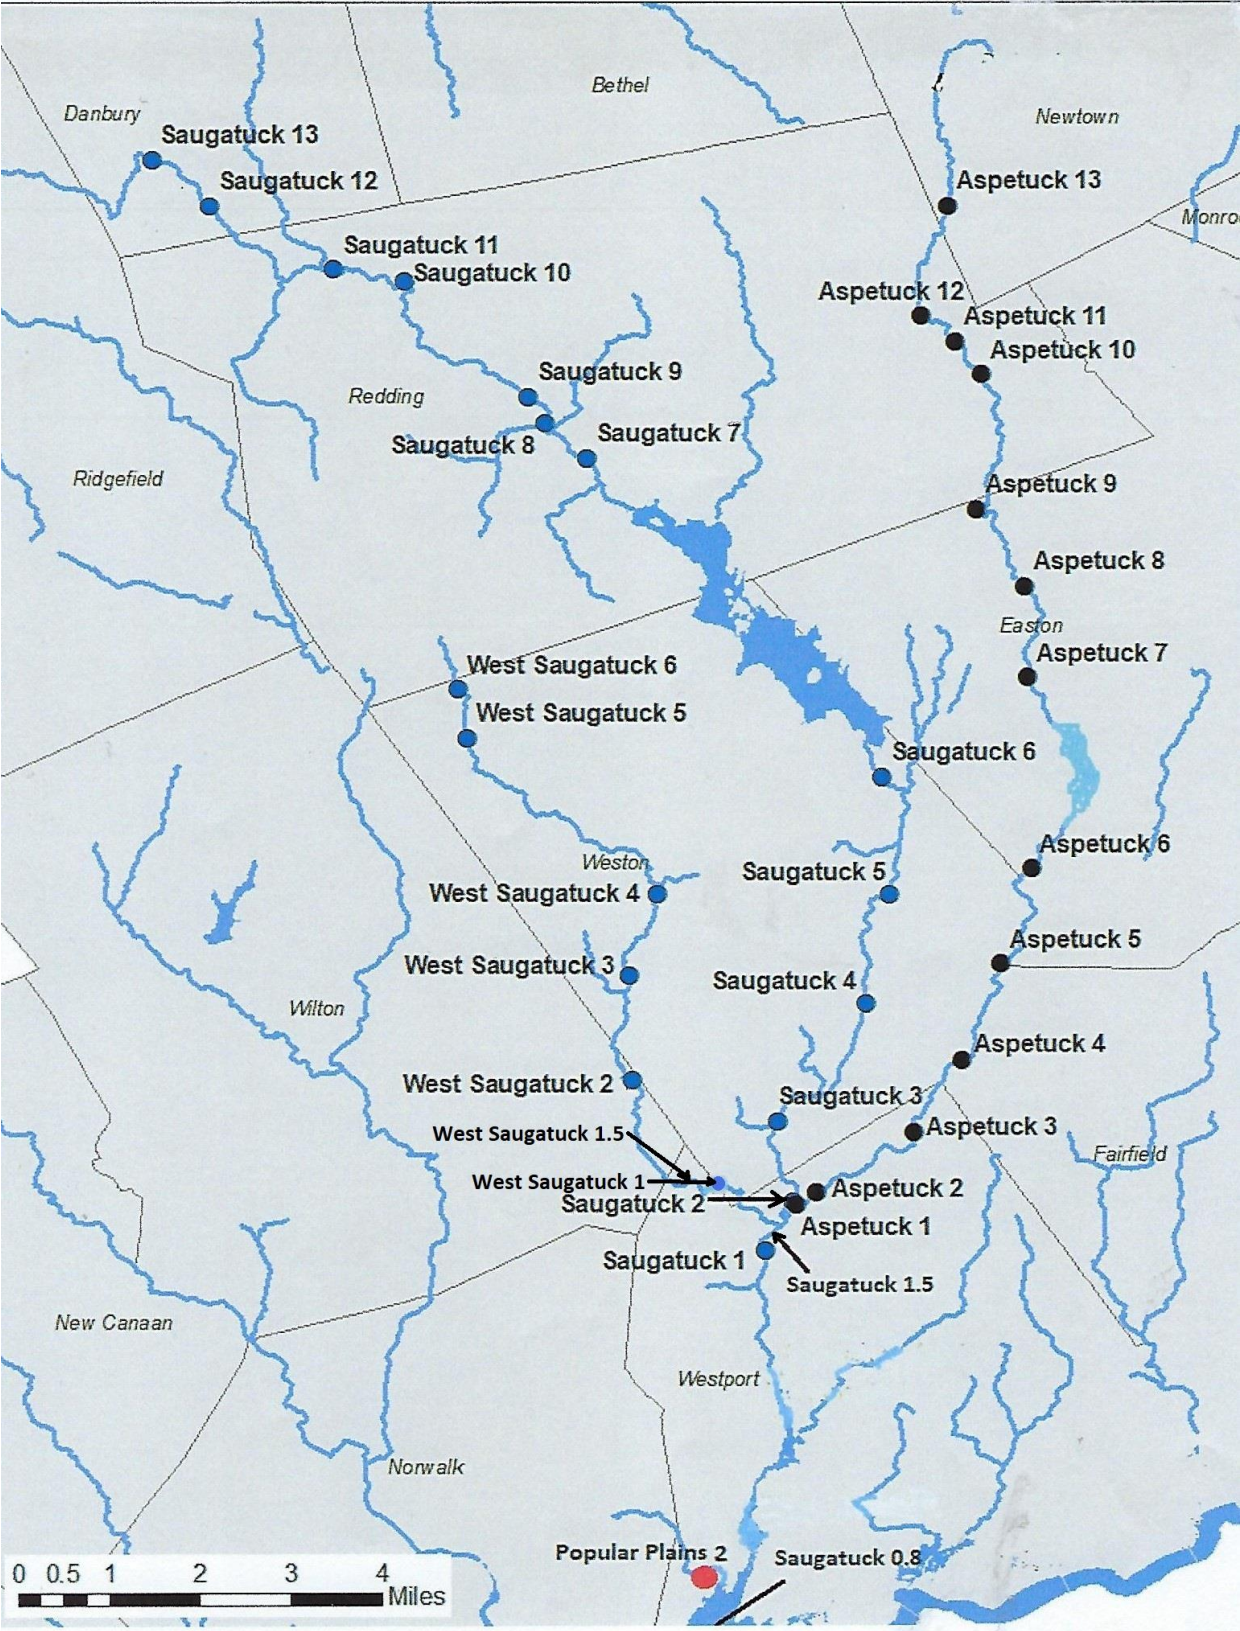 Bethel
Danbury
Newtown
Saugatuck 13
Saugatuck 12
Aspetuck 13
Monro
Saugatuck 11
Saugatuck 10
Aspetuck 12
Aspetuck 11
Aspetuck 10
Saugatuck 9
Redding
Saugatuck 8
Saugatuck 7
Ridgefield
Aspetuck 9
Aspetuck 8
Easton
Aspetuck 7
West Saugatuck 6
West Saugatuck 5
Saugatuck 6
Aspetuck 6
Weston
Saugatuck 5
West Saugatuck 4
Aspetuck 5
West Saugatuck 3
Saugatuck 4
Wilton
Aspetuck 4
West Saugatuck 2
Saugatuck 3
Aspetuck 3
West Saugatuck 1.5
Fairfield
West Saugatuck 1
Aspetuck 2
Saugatuck 2
Aspetuck 1
Saugatuck 1
Saugatuck 1.5
New Canaan
Westport
Norwalk
Popular Plains 2
Saugatuck 0.8
0 0.5 1 2 3 4
Miles